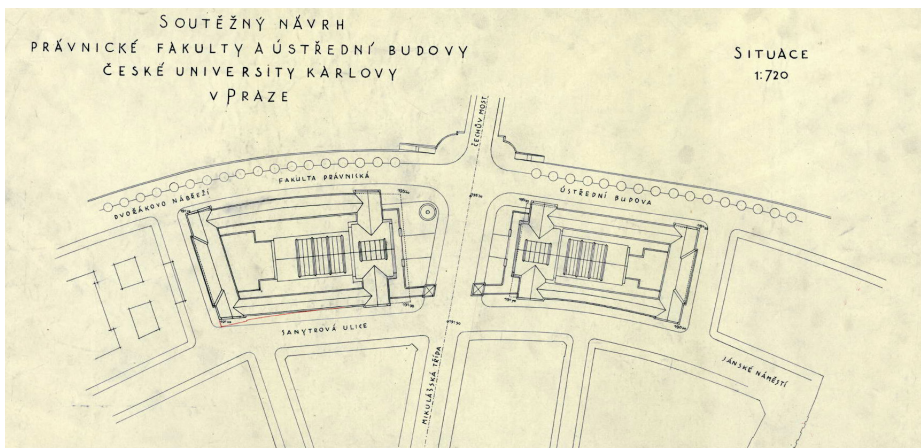 SOUTĚŽNÝ NÁVRH
PRÁVNICKÉ FAKULTY A ÚSTŘEDNÍ BUDOVY
ČESKÉ UNIVERSITY KARLOVY
V PRAZE
SITUACE
1:720
ČECHŮV MOST
FAKULTA PRÁVNICKÁ
DVOŘÁKOVO NÁBŘEŽÍ
ÚSTŘEDNÍ BUDOVA
SANYTROVÁ ULICE
MIKULÁŠSKÁ TŘÍDA
JÁNSKÉ NÁMĚSTÍ